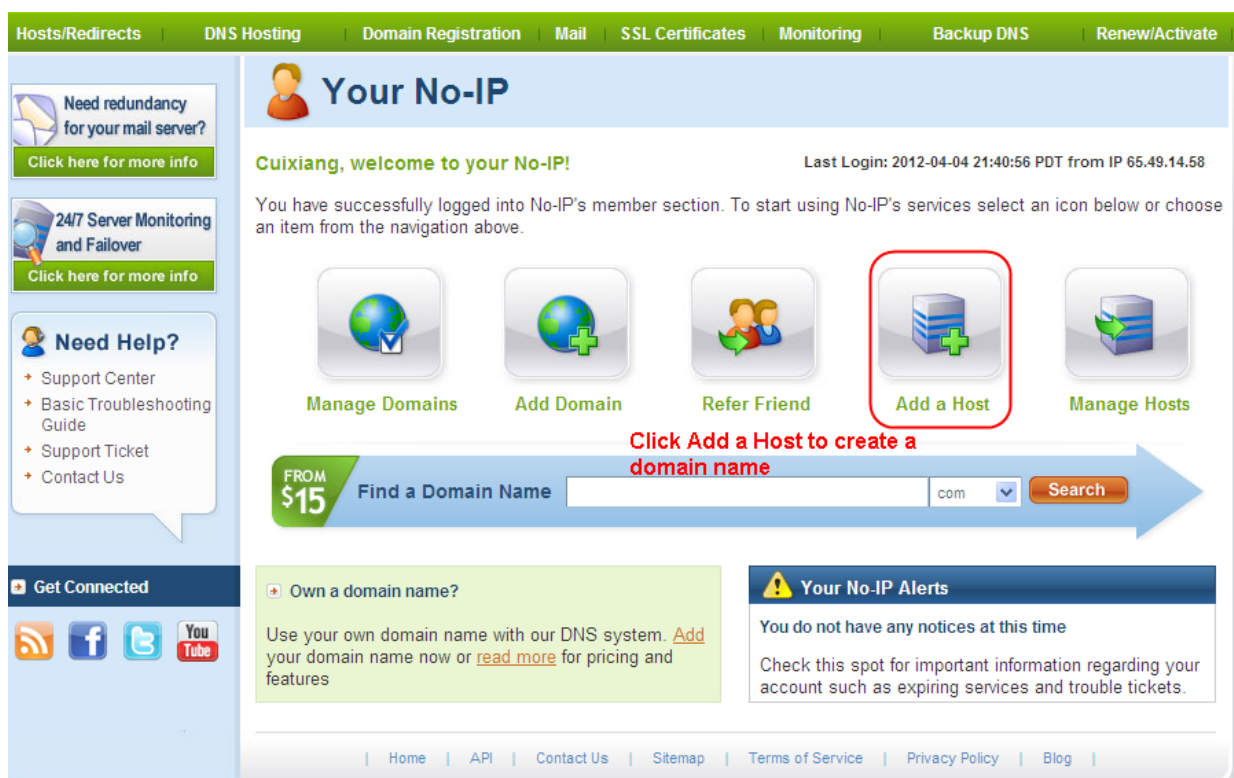 Hosts/Redirects | DNS Hosting | Domain Registration | Mail | SSL Certificates | Monitoring | Backup DNS | Renew/Activate
Need redundancy
for your mail server?
Click here for more info
24/7 Server Monitoring
and Failover
Click here for more info
Need Help?
Support Center
Basic Troubleshooting
Guide
Support Ticket
Contact Us
Get Connected
You
Tube
Your No-IP
Cuixiang, welcome to your No-IP!
Last Login: 2012-04-04 21:40:56 PDT from IP 65.49.14.58
You have successfully logged into No-IP's member section. To start using No-IP's services select an icon below or choose
an item from the navigation above.
Manage Domains
Add Domain
Refer Friend
Add a Host
Manage Hosts
Click Add a Host to create a
domain name
FROM
$15
Find a Domain Name
com
Search
Own a domain name?
Use your own domain name with our DNS system. Add
your domain name now or read more for pricing and
features
Your No-IP Alerts
You do not have any notices at this time
Check this spot for important information regarding your
account such as expiring services and trouble tickets.
| Home | API | Contact Us | Sitemap | Terms of Service | Privacy Policy | Blog |